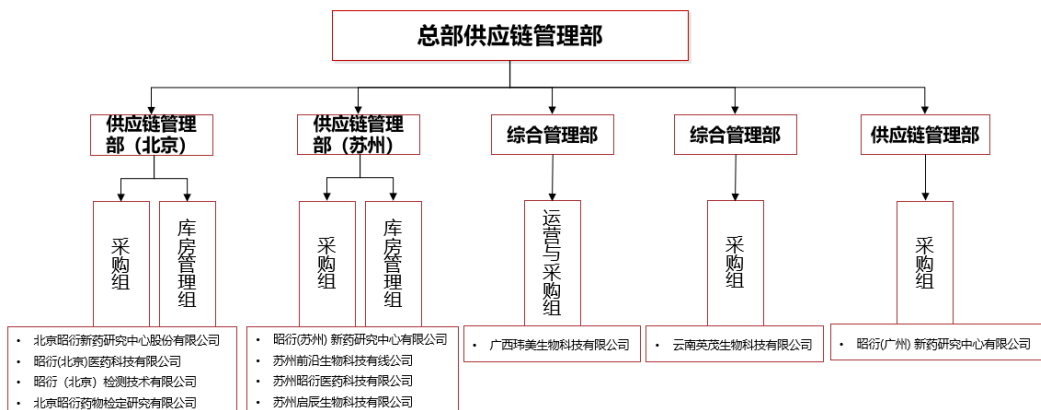 总部供应链管理部
供应链管理
部（北京）
供应链管理
部（苏州）
综合管理部
综合管理部
供应链管理部
采购组
库房管理组
采购组
库房管理组
运营与采购组
采购组
采购组
• 北京昭衍新药研究中心股份有限公司
• 昭衍(北京)医药科技有限公司
• 昭衍（北京）检测技术有限公司
• 北京昭衍药物检定研究有限公司
• 昭衍(苏州) 新药研究中心有限公司
• 苏州前沿生物科技有线公司
• 苏州昭衍医药科技有限公司
• 苏州启辰生物科技有限公司
• 广西玮美生物科技有限公司
• 云南英茂生物科技有限公司
• 昭衍(广州) 新药研究中心有限公司